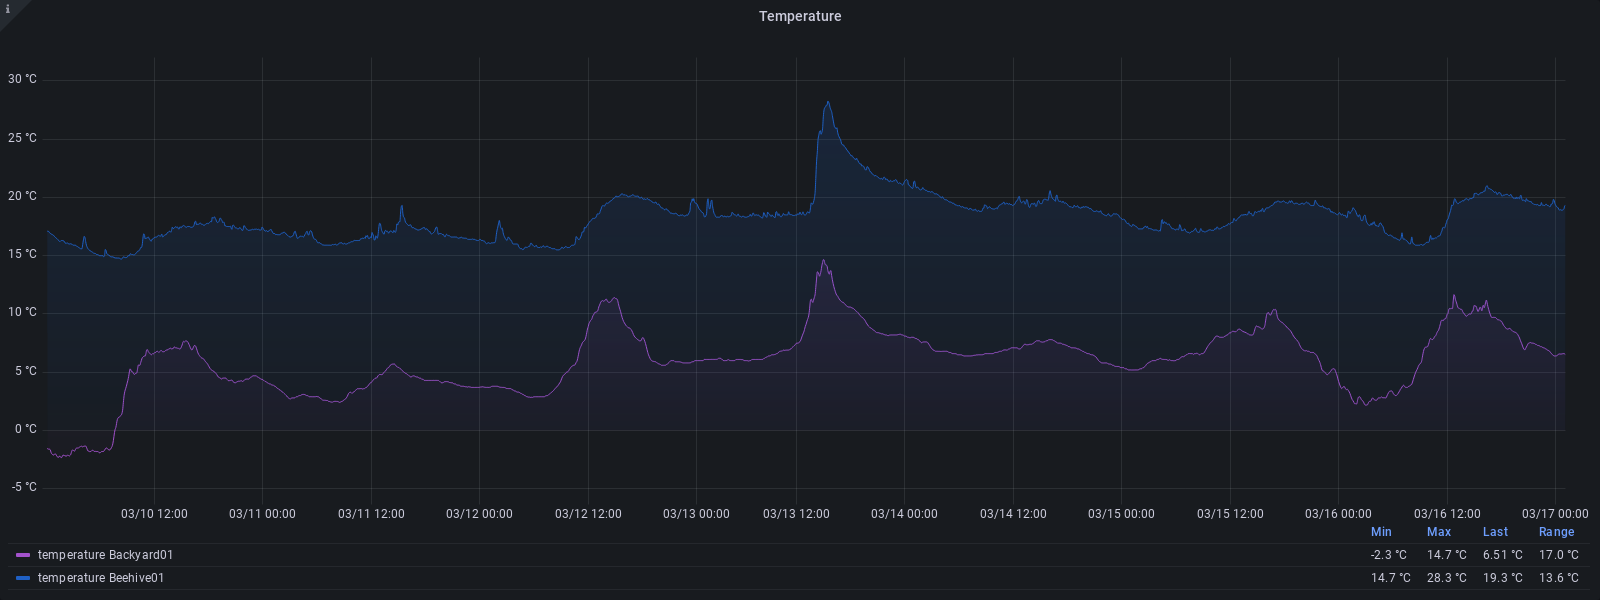 i
Temperature
30 °C
25 °C
20 °C
15 °C
10 °C
5 °C
0 °C
-5 °C
03/10 12:00 03/11 00:00 03/11 12:00 03/12 00:00 03/12 12:00 03/13 00:00 03/13 12:00 03/14 00:00 03/14 12:00 03/15 00:00 03/15 12:00 03/16 00:00 03/16 12:00 03/17 00:00
Min Max Last Range
temperature Backyard01 -2.3 °C 14.7 °C 6.51 °C 17.0 °C
temperature Beehive01 14.7 °C 28.3 °C 19.3 °C 13.6 °C